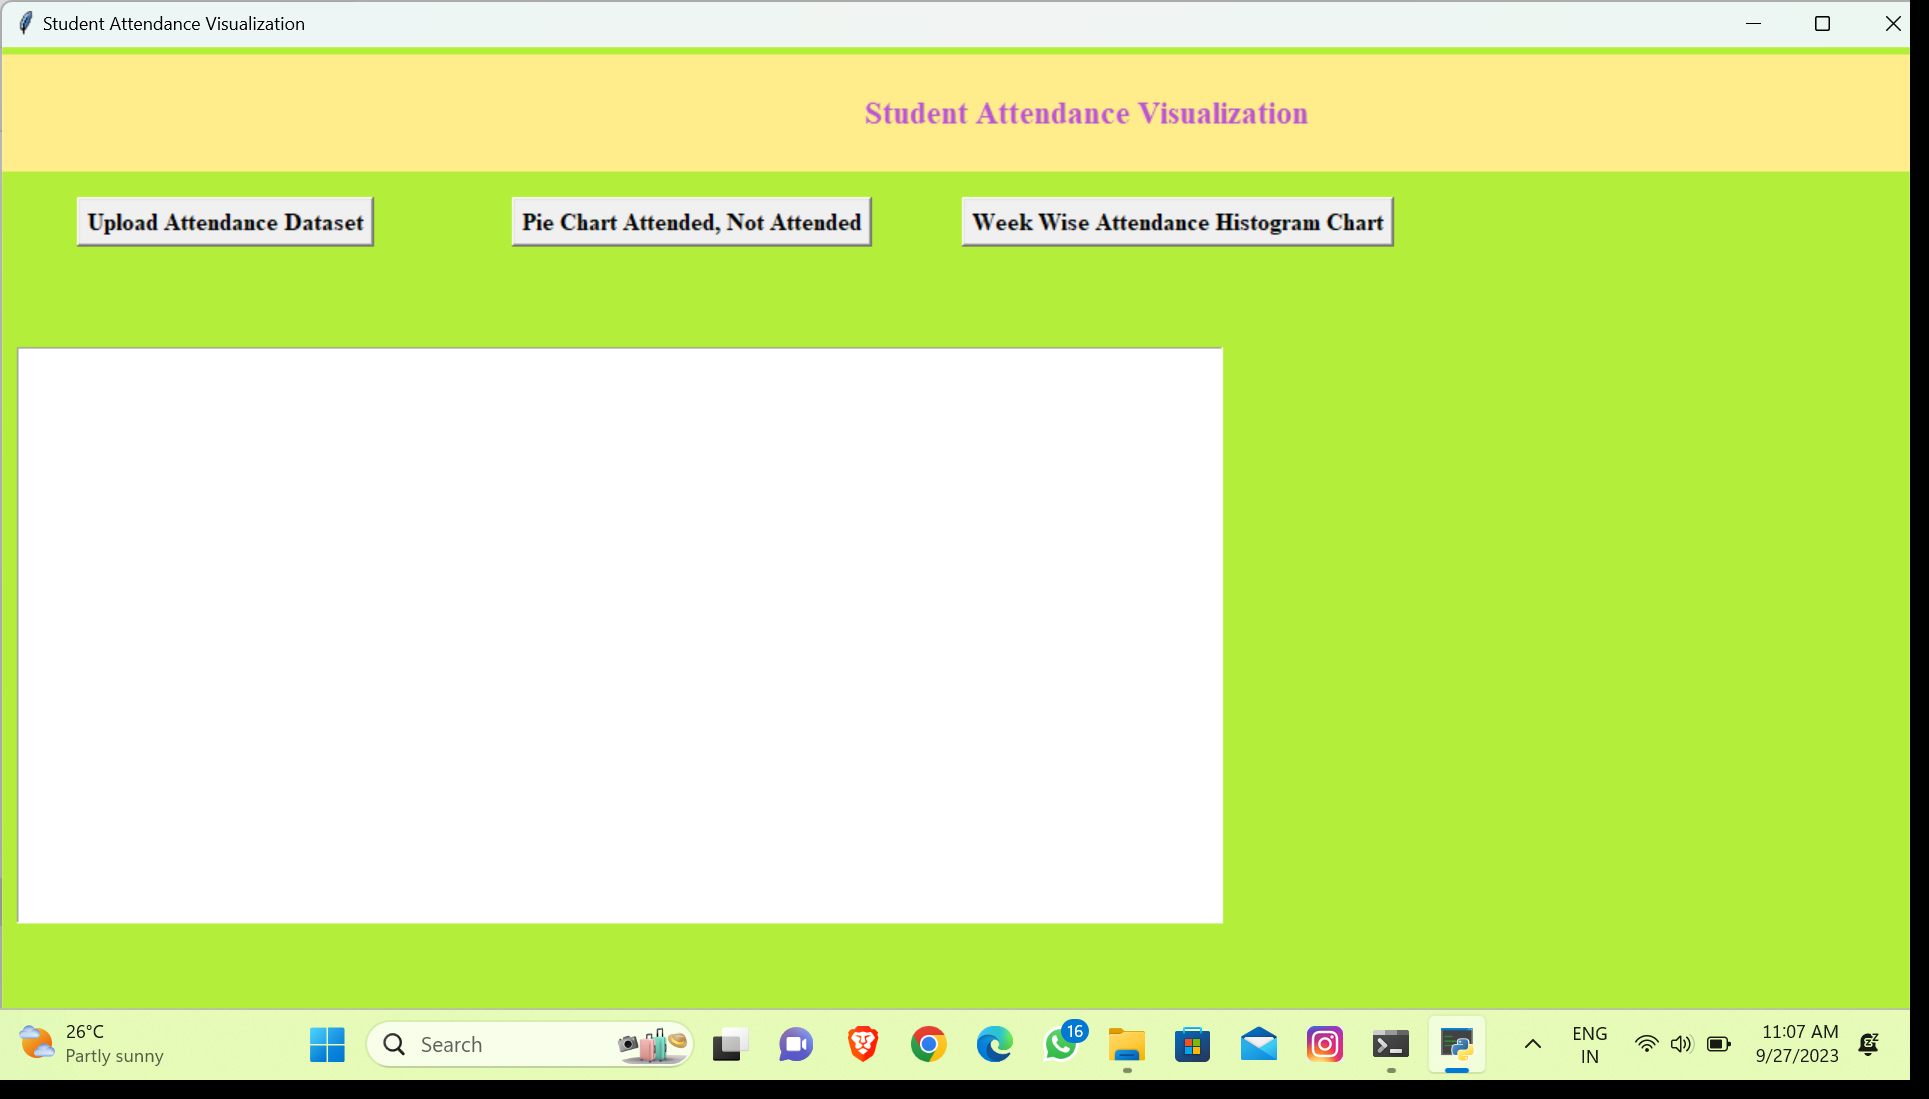 Student Attendance Visualization
Student Attendance Visualization
Upload Attendance Dataset
Pie Chart Attended, Not Attended
Week Wise Attendance Histogram Chart
26°C
Partly sunny
Search
16
ENG
IN
11:07 AM
9/27/2023